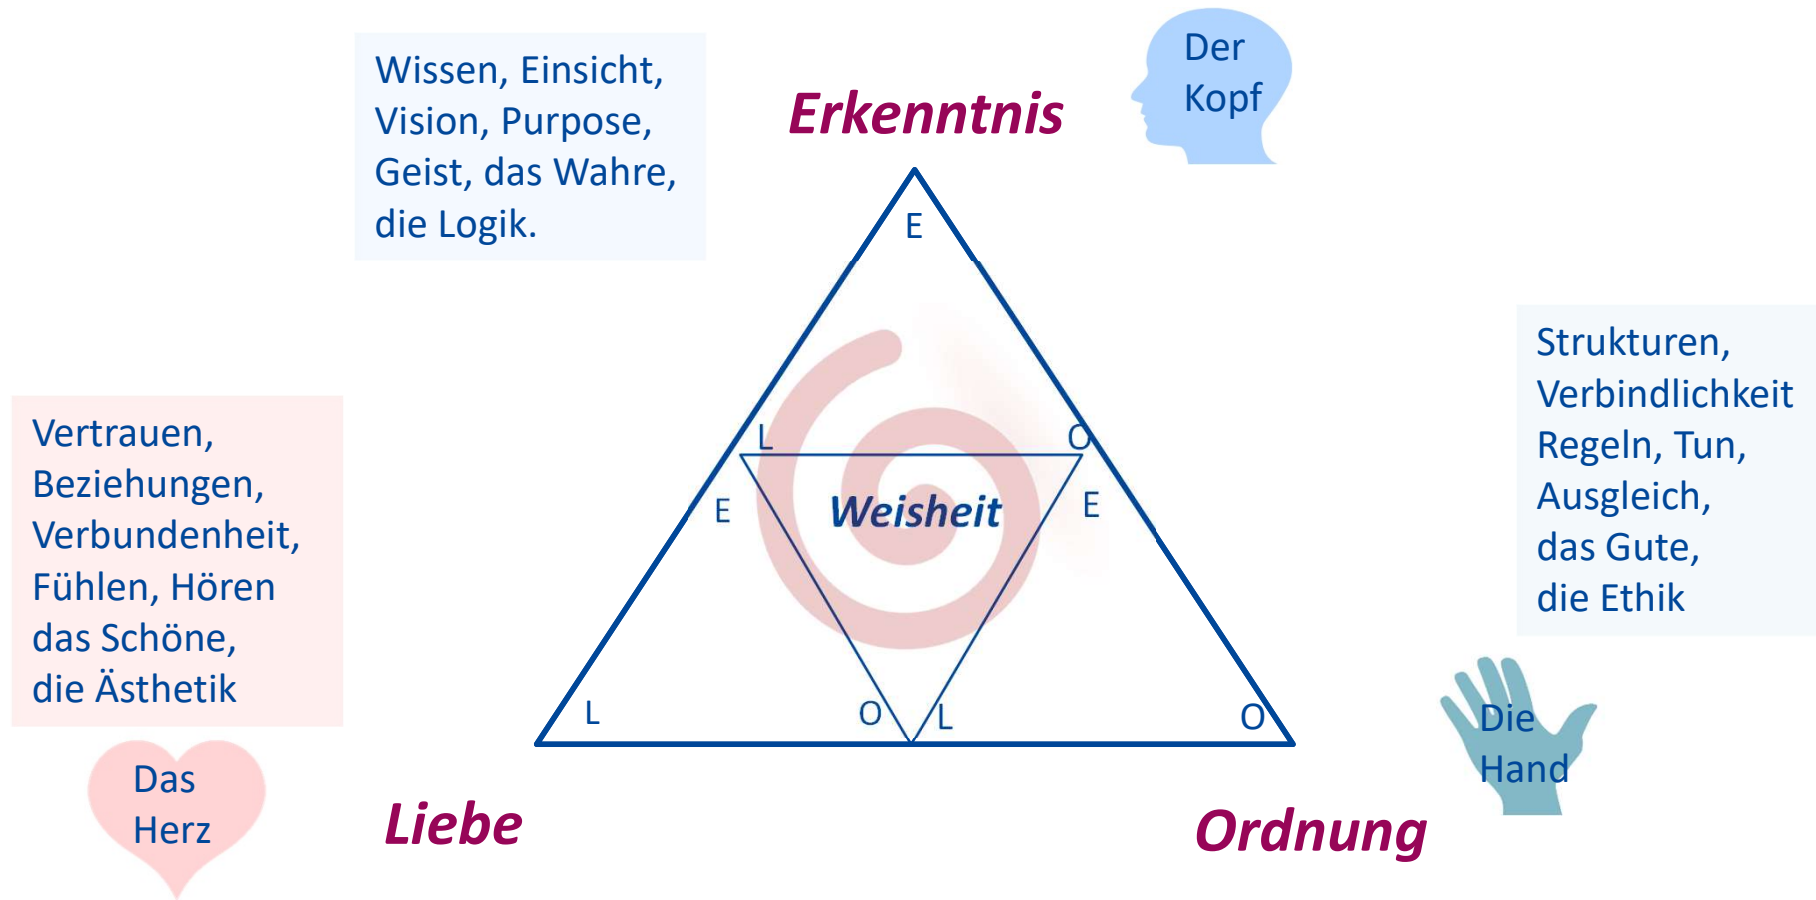 Der
Kopf
Wissen, Einsicht,
Vision, Purpose,
Geist, das Wahre,
die Logik.
Erkenntnis
E
Strukturen,
Verbindlichkeit
Regeln, Tun,
Ausgleich,
das Gute,
die Ethik
Vertrauen,
Beziehungen,
Verbundenheit,
Fühlen, Hören
das Schöne,
die Ästhetik
L
O
E
Weisheit
E
L
O
L
O
Die
Hand
Das
Herz
Liebe
Ordnung